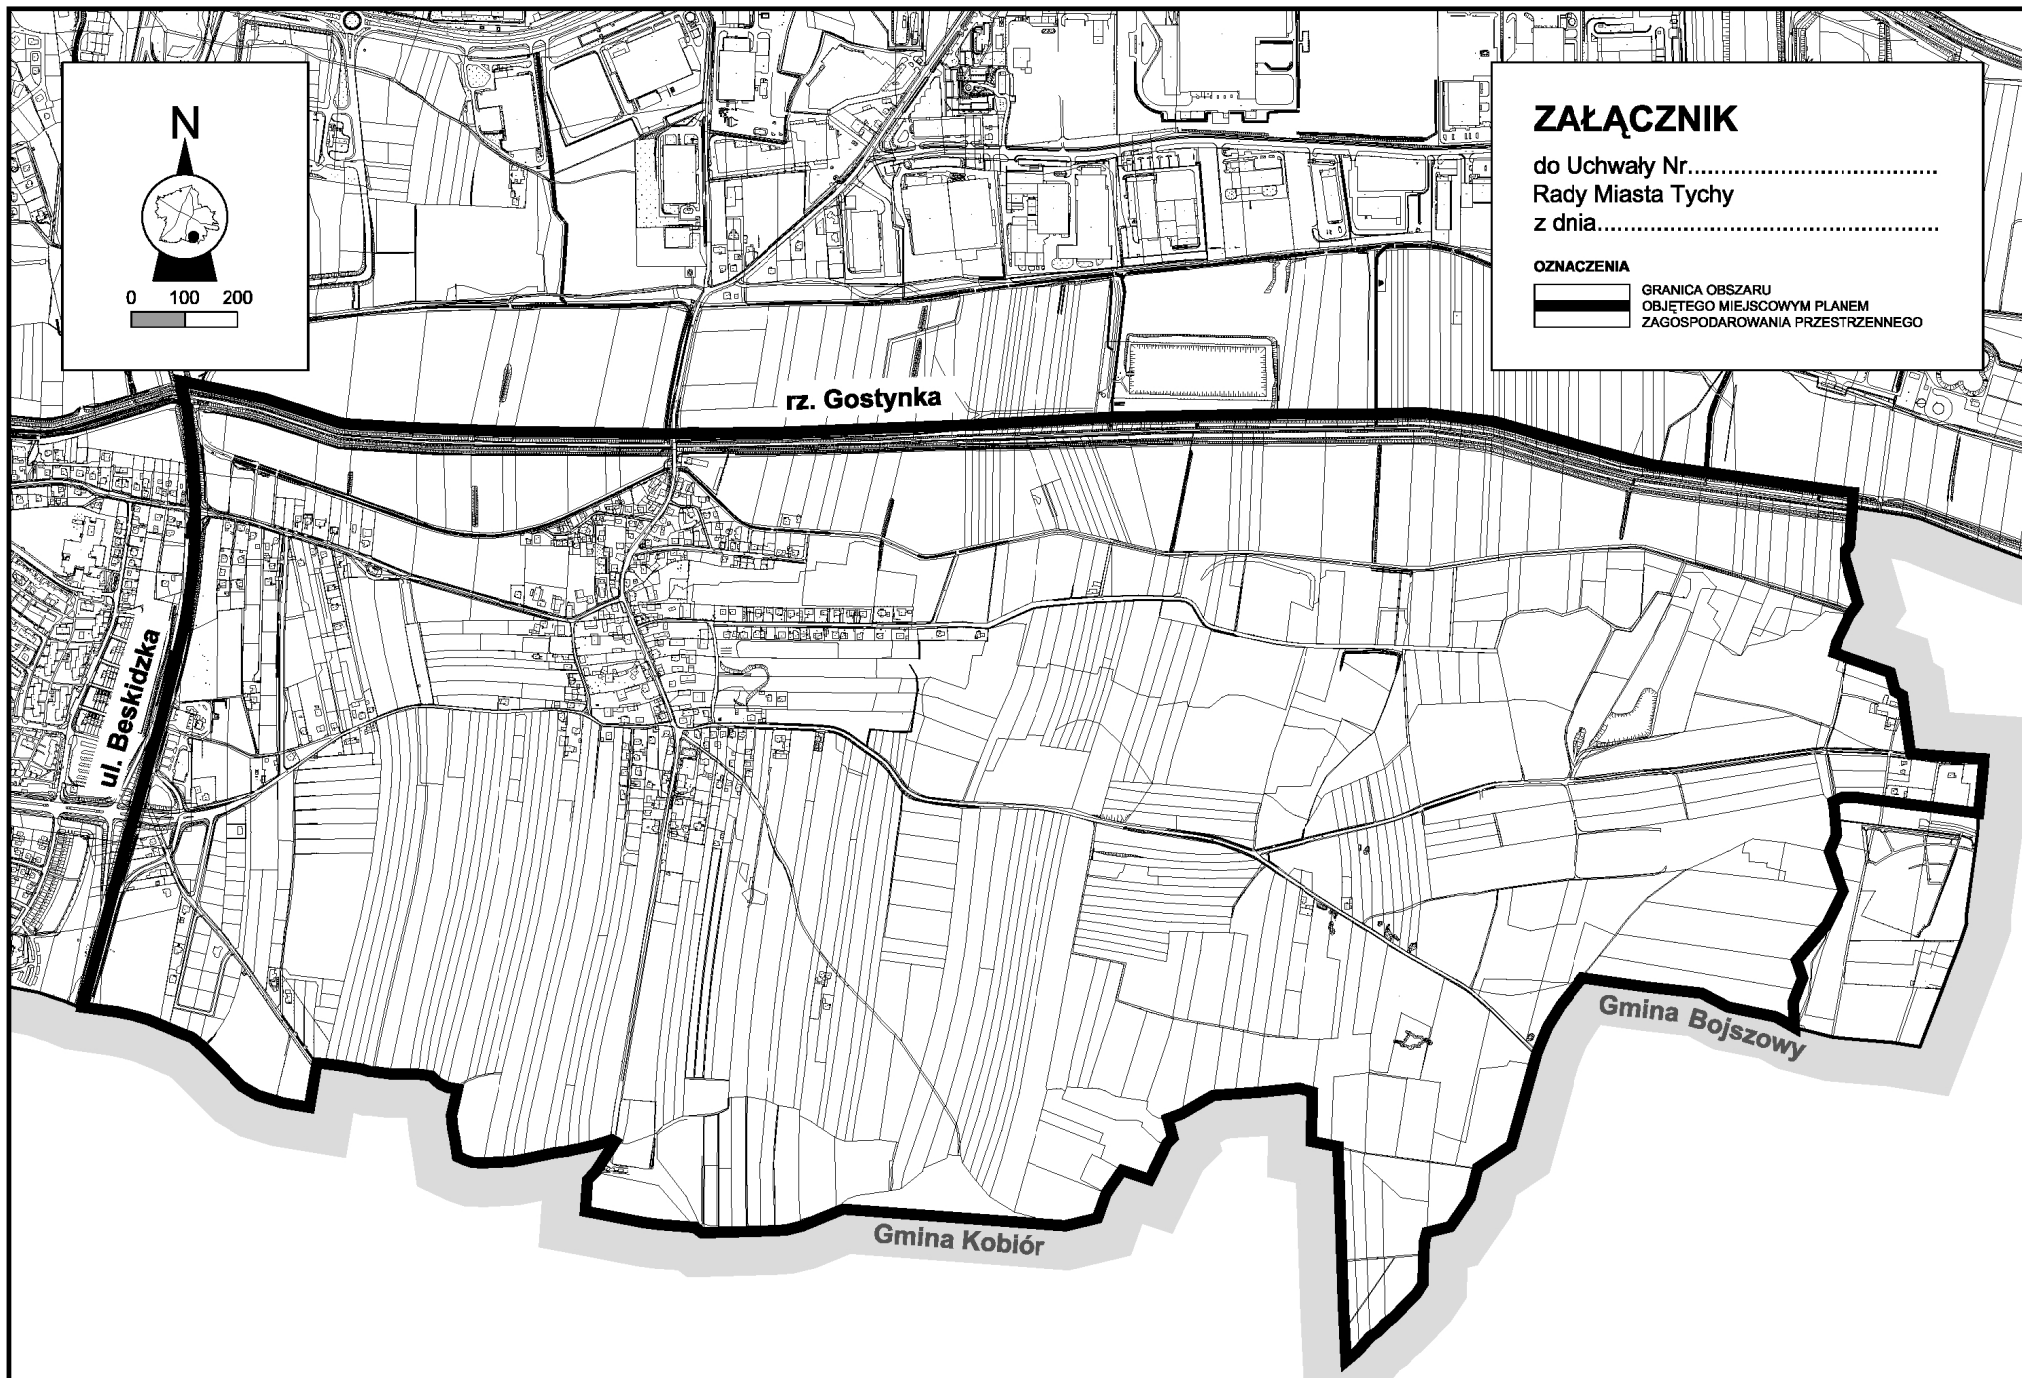 N
0 100 200
ZAŁĄCZNIK
do Uchwały Nr......................................
Rady Miasta Tychy
z dnia....................................................
OZNACZENIA
GRANICA OBSZARU
OBJĘTEGO MIEJSCOWYM PLANEM
ZAGOSPODAROWANIA PRZESTRZENNEGO
rz. Gostynka
ul. Beskidzka
Gmina Bojszowy
Gmina Kobiór